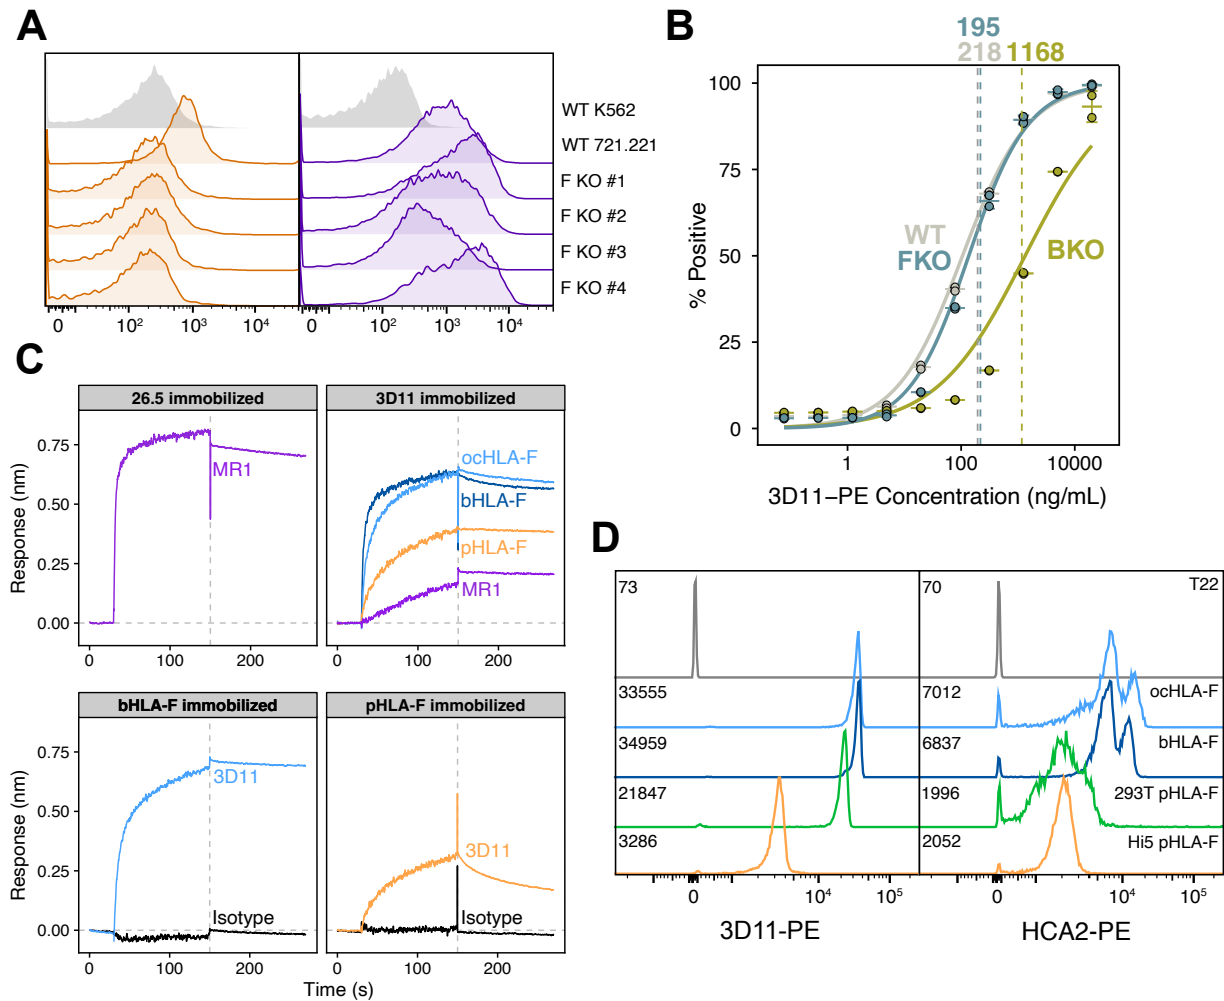 A
WT K562
WT 721.221
F KO #1
F KO #2
F KO #3
F KO #4
0 10² 10³ 10⁴
0 10² 10³ 10⁴
B
195
218 1168
100
75
50
25
0
% Positive
WT
FKO
BKO
1 100 10000
3D11–PE Concentration (ng/mL)
C
26.5 immobilized
3D11 immobilized
0.75
0.50
0.25
0.00
Response (nm)
MR1
ocHLA-F
bHLA-F
pHLA-F
MR1
0 100 200
0 100 200
bHLA-F immobilized
pHLA-F immobilized
0.75
0.50
0.25
0.00
Response (nm)
3D11
Isotype
3D11
Isotype
0 100 200
0 100 200
Time (s)
D
73 70 T22
33555 7012 ocHLA-F
34959 6837 bHLA-F
21847 1996 293T pHLA-F
3286 2052 Hi5 pHLA-F
0 10⁴ 10⁵
0 10⁴ 10⁵
3D11-PE
HCA2-PE